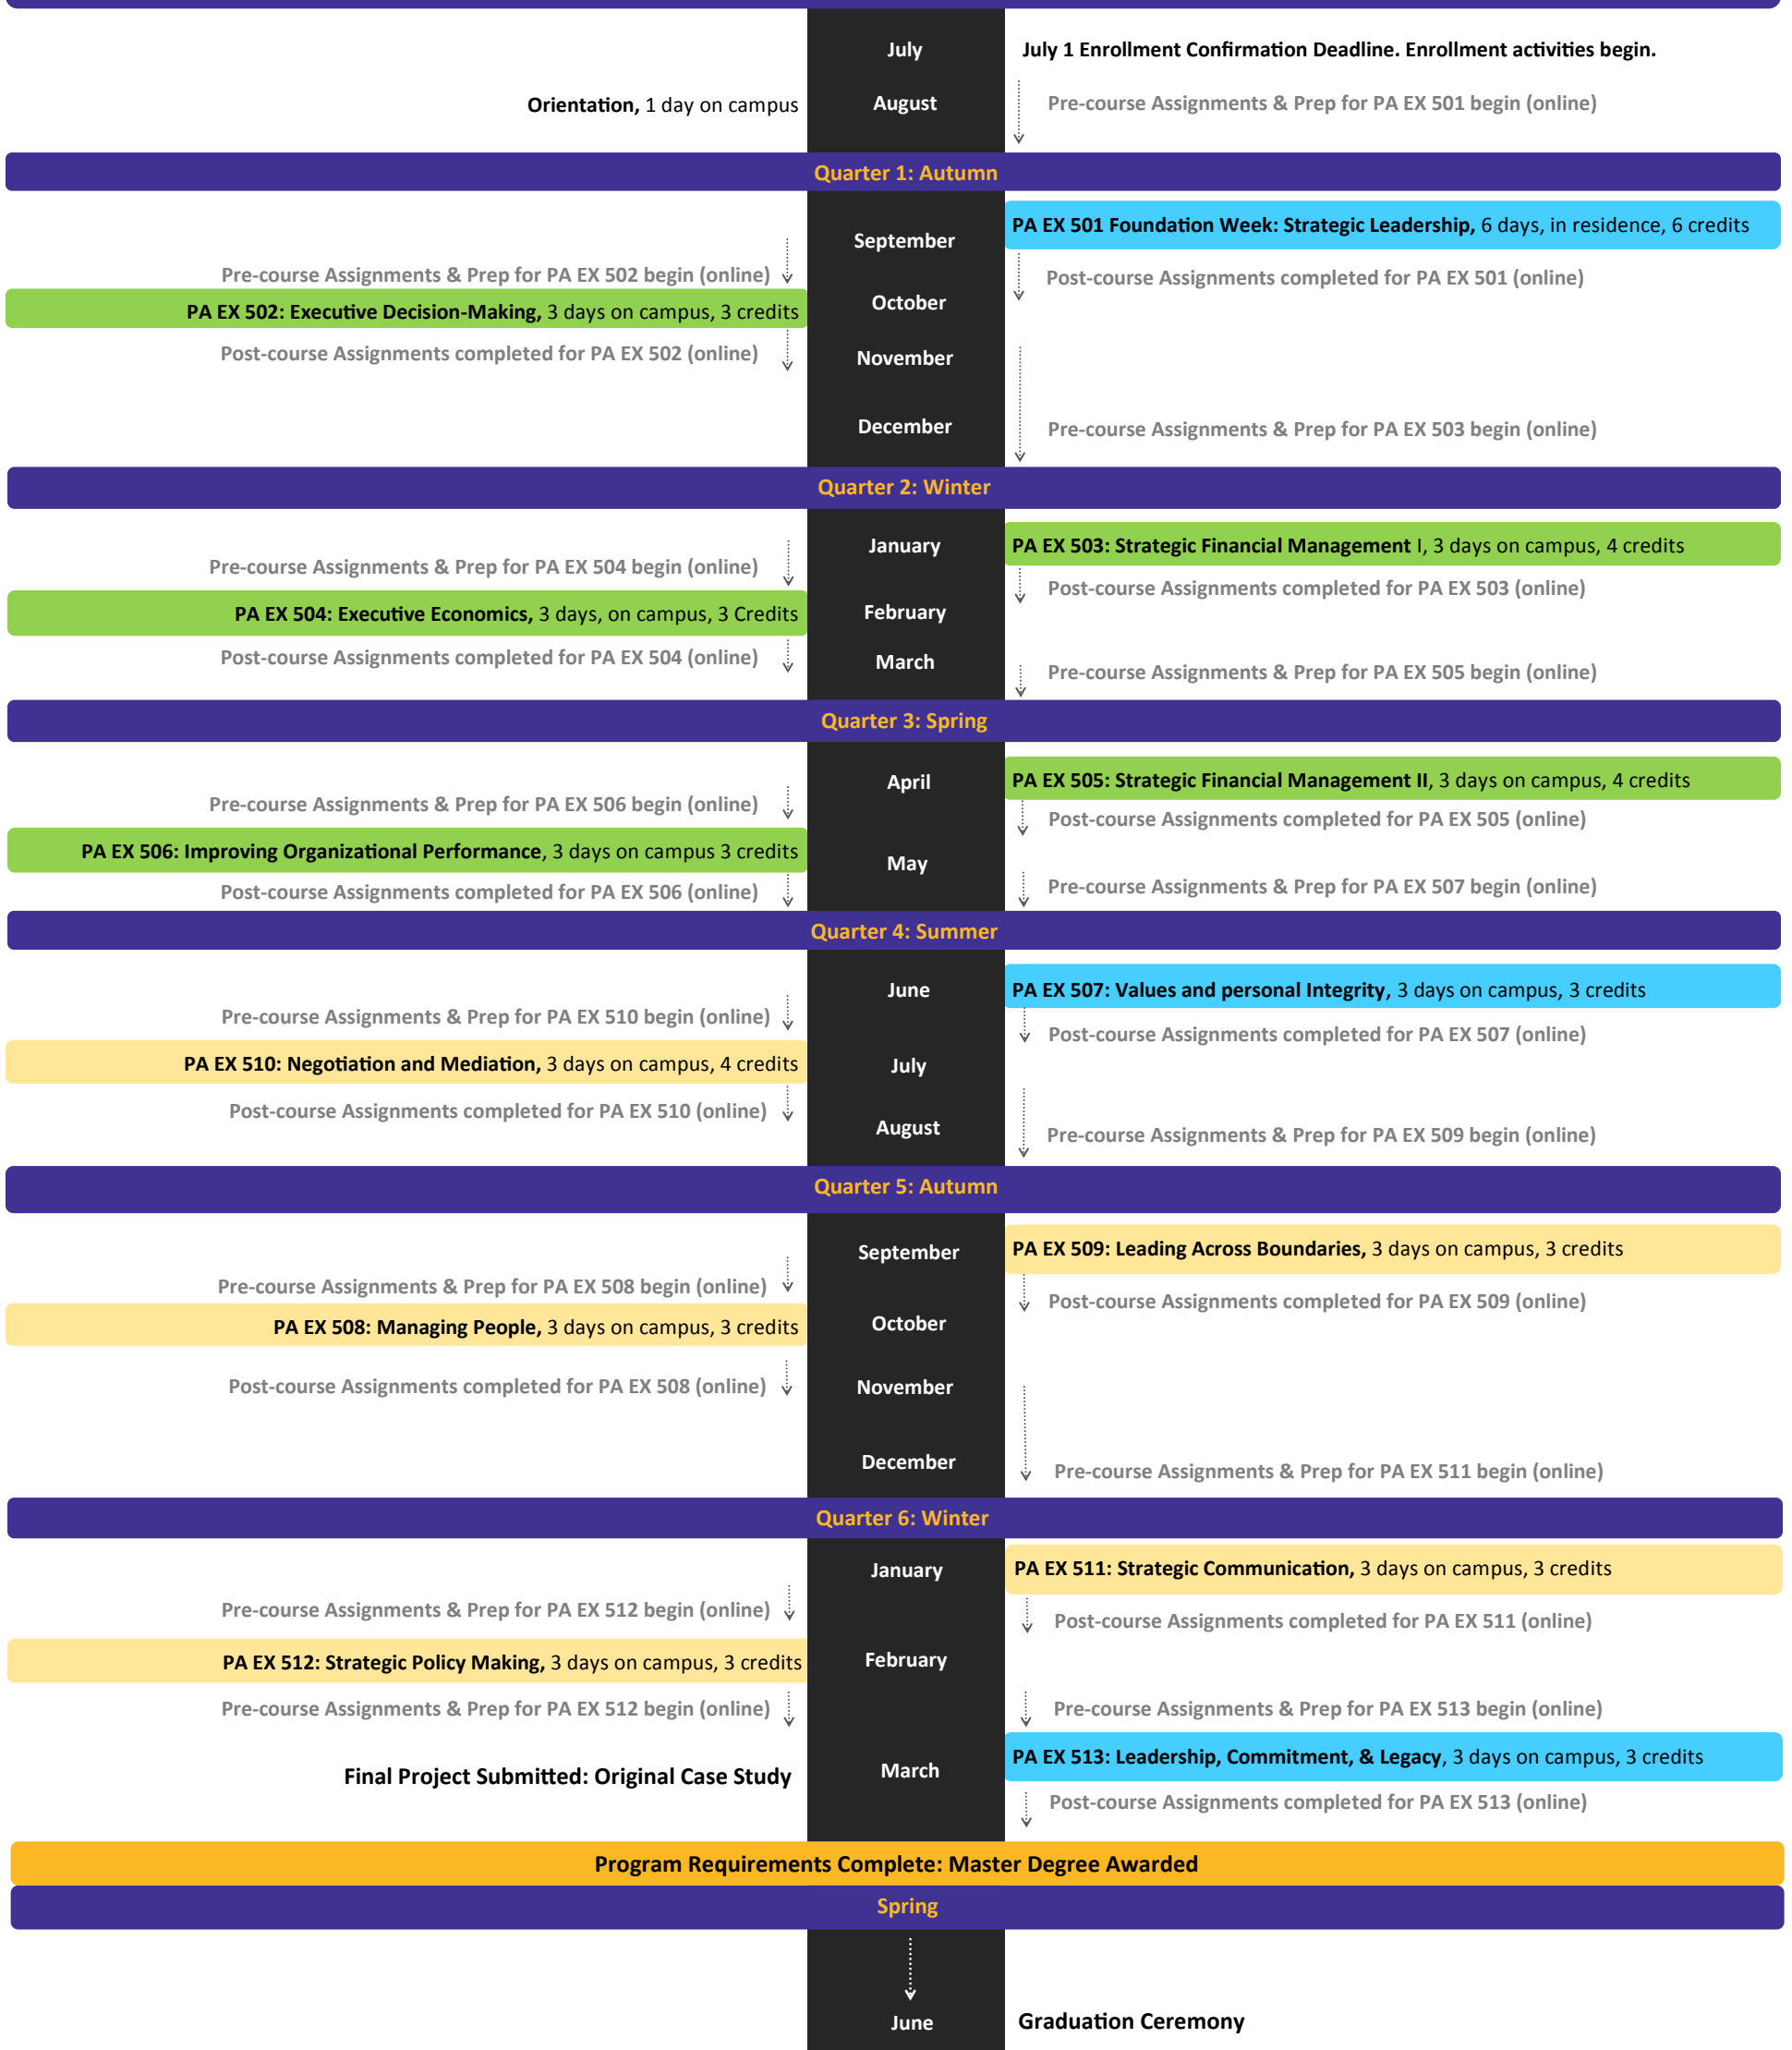 July
July 1 Enrollment Confirmation Deadline. Enrollment activities begin.
Orientation, 1 day on campus
August
Pre-course Assignments & Prep for PA EX 501 begin (online)
Quarter 1: Autumn
PA EX 501 Foundation Week: Strategic Leadership, 6 days, in residence, 6 credits
September
Pre-course Assignments & Prep for PA EX 502 begin (online)
Post-course Assignments completed for PA EX 501 (online)
PA EX 502: Executive Decision-Making, 3 days on campus, 3 credits
October
Post-course Assignments completed for PA EX 502 (online)
November
December
Pre-course Assignments & Prep for PA EX 503 begin (online)
Quarter 2: Winter
January
PA EX 503: Strategic Financial Management I, 3 days on campus, 4 credits
Pre-course Assignments & Prep for PA EX 504 begin (online)
Post-course Assignments completed for PA EX 503 (online)
PA EX 504: Executive Economics, 3 days, on campus, 3 Credits
February
Post-course Assignments completed for PA EX 504 (online)
March
Pre-course Assignments & Prep for PA EX 505 begin (online)
Quarter 3: Spring
April
PA EX 505: Strategic Financial Management II, 3 days on campus, 4 credits
Pre-course Assignments & Prep for PA EX 506 begin (online)
Post-course Assignments completed for PA EX 505 (online)
PA EX 506: Improving Organizational Performance, 3 days on campus 3 credits
May
Post-course Assignments completed for PA EX 506 (online)
Pre-course Assignments & Prep for PA EX 507 begin (online)
Quarter 4: Summer
June
PA EX 507: Values and personal Integrity, 3 days on campus, 3 credits
Pre-course Assignments & Prep for PA EX 510 begin (online)
Post-course Assignments completed for PA EX 507 (online)
PA EX 510: Negotiation and Mediation, 3 days on campus, 4 credits
July
Post-course Assignments completed for PA EX 510 (online)
August
Pre-course Assignments & Prep for PA EX 509 begin (online)
Quarter 5: Autumn
September
PA EX 509: Leading Across Boundaries, 3 days on campus, 3 credits
Pre-course Assignments & Prep for PA EX 508 begin (online)
Post-course Assignments completed for PA EX 509 (online)
PA EX 508: Managing People, 3 days on campus, 3 credits
October
Post-course Assignments completed for PA EX 508 (online)
November
December
Pre-course Assignments & Prep for PA EX 511 begin (online)
Quarter 6: Winter
January
PA EX 511: Strategic Communication, 3 days on campus, 3 credits
Pre-course Assignments & Prep for PA EX 512 begin (online)
Post-course Assignments completed for PA EX 511 (online)
PA EX 512: Strategic Policy Making, 3 days on campus, 3 credits
February
Pre-course Assignments & Prep for PA EX 512 begin (online)
Pre-course Assignments & Prep for PA EX 513 begin (online)
PA EX 513: Leadership, Commitment, & Legacy, 3 days on campus, 3 credits
Final Project Submitted: Original Case Study
March
Post-course Assignments completed for PA EX 513 (online)
Program Requirements Complete: Master Degree Awarded
Spring
June
Graduation Ceremony